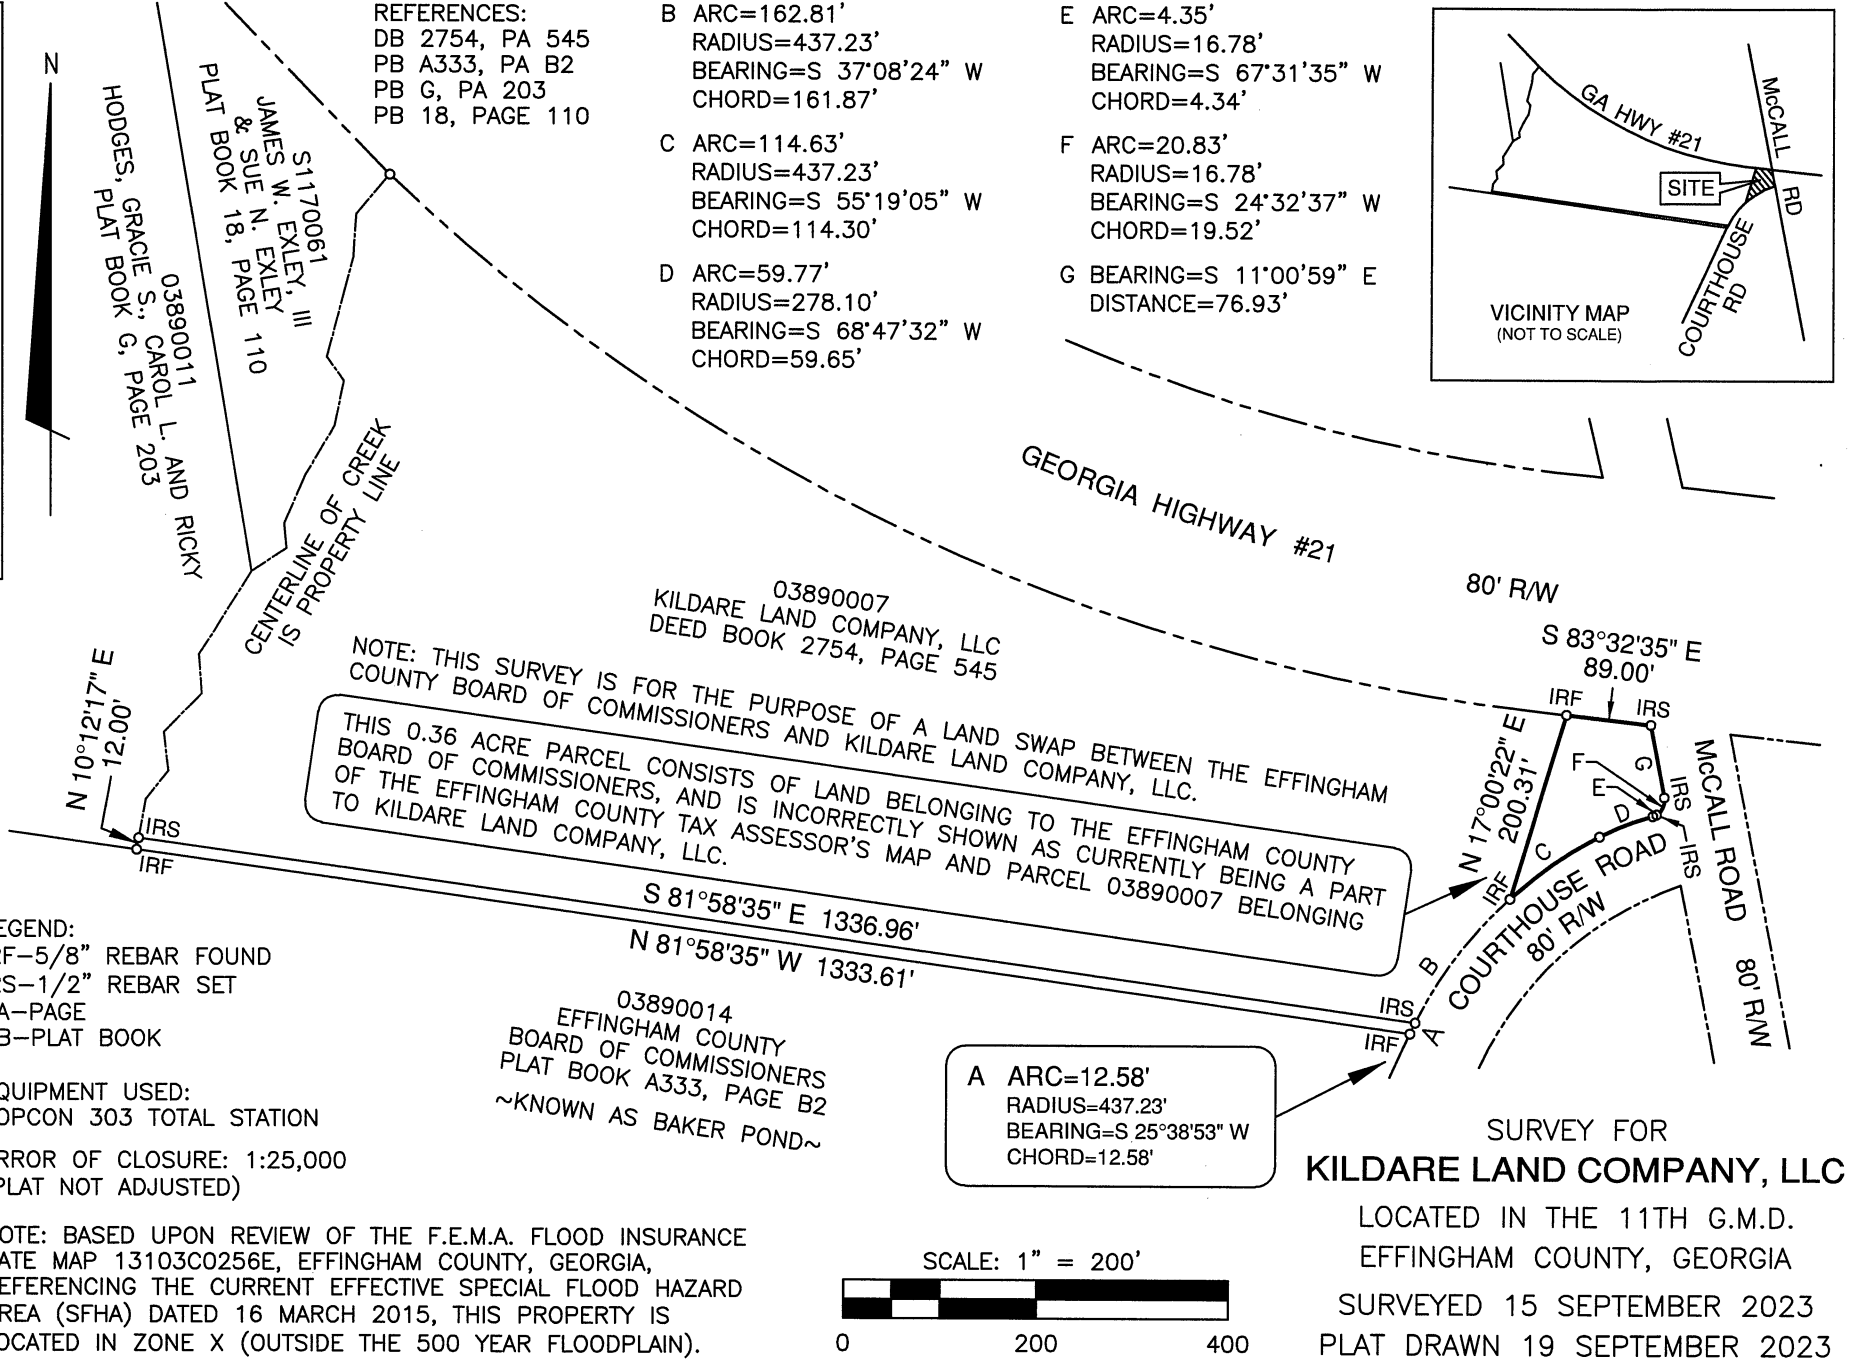 REFERENCES:
DB 2754, PA 545
PB A333, PA B2
PB G, PA 203
PB 18, PAGE 110
B ARC=162.81'
RADIUS=437.23'
BEARING=S 37°08'24" W
CHORD=161.87'
C ARC=114.63'
RADIUS=437.23'
BEARING=S 55°19'05" W
CHORD=114.30'
D ARC=59.77'
RADIUS=278.10'
BEARING=S 68°47'32" W
CHORD=59.65'
E ARC=4.35'
RADIUS=16.78'
BEARING=S 67°31'35" W
CHORD=4.34'
F ARC=20.83'
RADIUS=16.78'
BEARING=S 24°32'37" W
CHORD=19.52'
G BEARING=S 11°00'59" E
DISTANCE=76.93'
GA HWY #21
McCALL
RD
SITE
COURTHOUSE
RD
VICINITY MAP
(NOT TO SCALE)
N
S1170061
JAMES W. EXLEY, III
& SUE N. EXLEY
PLAT BOOK 18, PAGE 110
03890011
HODGES, GRACIE S., CAROL L. AND RICKY
PLAT BOOK G, PAGE 203
CENTERLINE OF CREEK
IS PROPERTY LINE
GEORGIA HIGHWAY #21
80' R/W
03890007
KILDARE LAND COMPANY, LLC
DEED BOOK 2754, PAGE 545
NOTE: THIS SURVEY IS FOR THE PURPOSE OF A LAND SWAP BETWEEN THE EFFINGHAM
COUNTY BOARD OF COMMISSIONERS AND KILDARE LAND COMPANY, LLC.
THIS 0.36 ACRE PARCEL CONSISTS OF LAND BELONGING TO THE EFFINGHAM COUNTY
BOARD OF COMMISSIONERS, AND IS INCORRECTLY SHOWN AS CURRENTLY BEING A PART
OF THE EFFINGHAM COUNTY TAX ASSESSOR'S MAP AND PARCEL 03890007 BELONGING
TO KILDARE LAND COMPANY, LLC.
S 83°32'35" E
89.00'
IRF
IRS
N 17°00'22" E
200.31'
G
F
E
D
C
IRS
IRS
IRF
McCALL ROAD 80' R/W
COURTHOUSE ROAD
80' R/W
B
A
N 10°12'17" E
12.00'
IRS
IRF
S 81°58'35" E 1336.96'
N 81°58'35" W 1333.61'
IRS
IRF
03890014
EFFINGHAM COUNTY
BOARD OF COMMISSIONERS
PLAT BOOK A333, PAGE B2
~KNOWN AS BAKER POND~
A ARC=12.58'
RADIUS=437.23'
BEARING=S 25°38'53" W
CHORD=12.58'
EGEND:
RF-5/8" REBAR FOUND
RS-1/2" REBAR SET
A-PAGE
B-PLAT BOOK
QUIPMENT USED:
OPCON 303 TOTAL STATION
RROR OF CLOSURE: 1:25,000
PLAT NOT ADJUSTED)
OTE: BASED UPON REVIEW OF THE F.E.M.A. FLOOD INSURANCE
ATE MAP 13103C0256E, EFFINGHAM COUNTY, GEORGIA,
EFERENCING THE CURRENT EFFECTIVE SPECIAL FLOOD HAZARD
REA (SFHA) DATED 16 MARCH 2015, THIS PROPERTY IS
OCATED IN ZONE X (OUTSIDE THE 500 YEAR FLOODPLAIN).
SCALE: 1" = 200'
0 200 400
SURVEY FOR
KILDARE LAND COMPANY, LLC
LOCATED IN THE 11TH G.M.D.
EFFINGHAM COUNTY, GEORGIA
SURVEYED 15 SEPTEMBER 2023
PLAT DRAWN 19 SEPTEMBER 2023